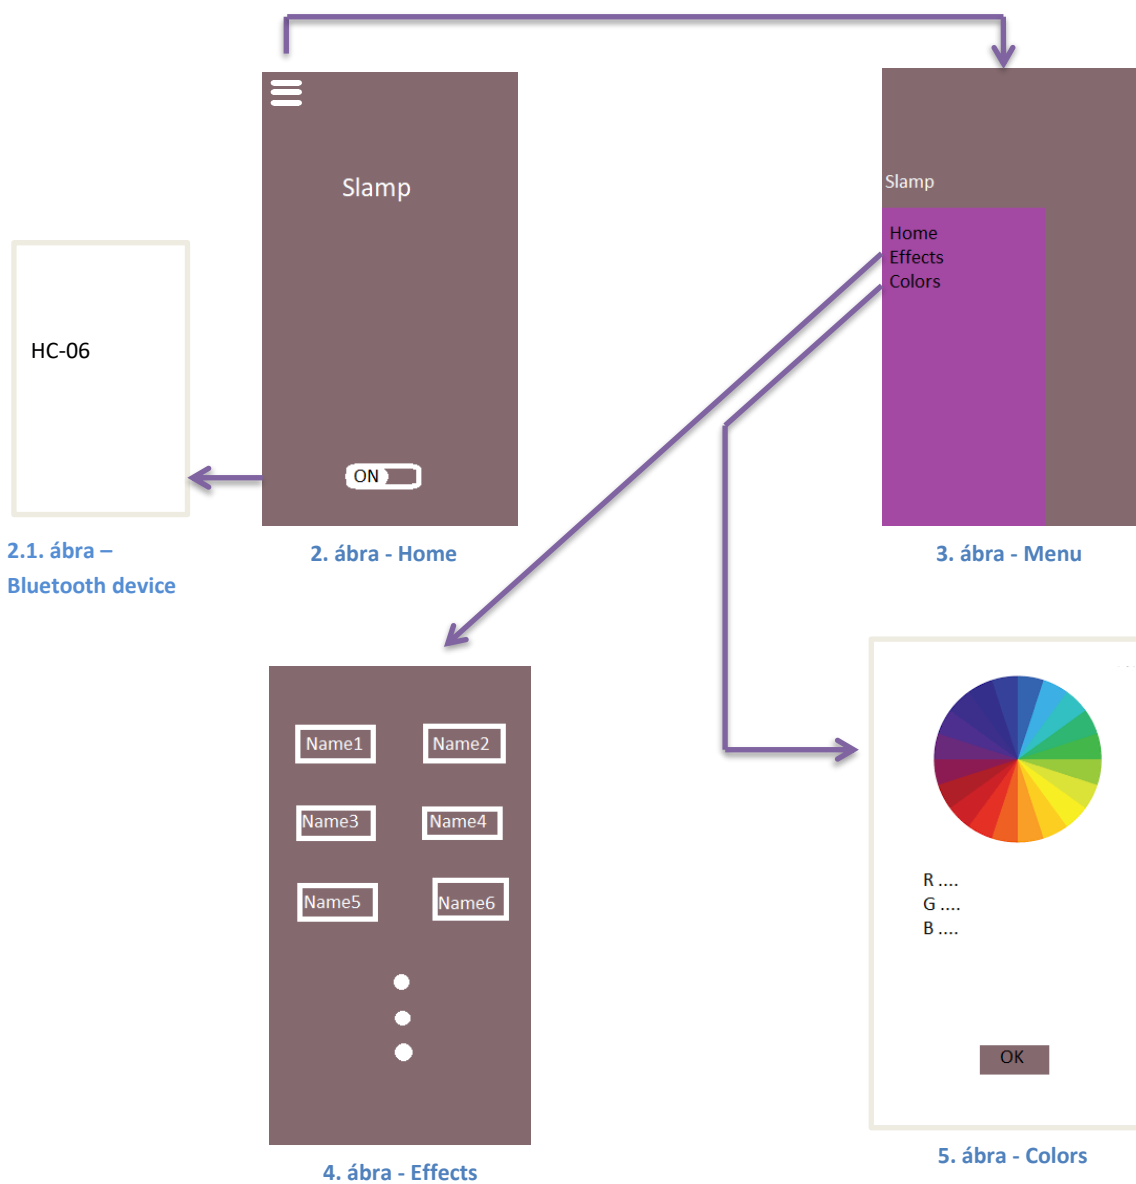 Slamp
ON
2. ábra - Home
HC-06
2.1. ábra –
Bluetooth device
Slamp
Home
Effects
Colors
3. ábra - Menu
Name1
Name2
Name3
Name4
Name5
Name6
4. ábra - Effects
R ....
G ....
B ....
OK
5. ábra - Colors